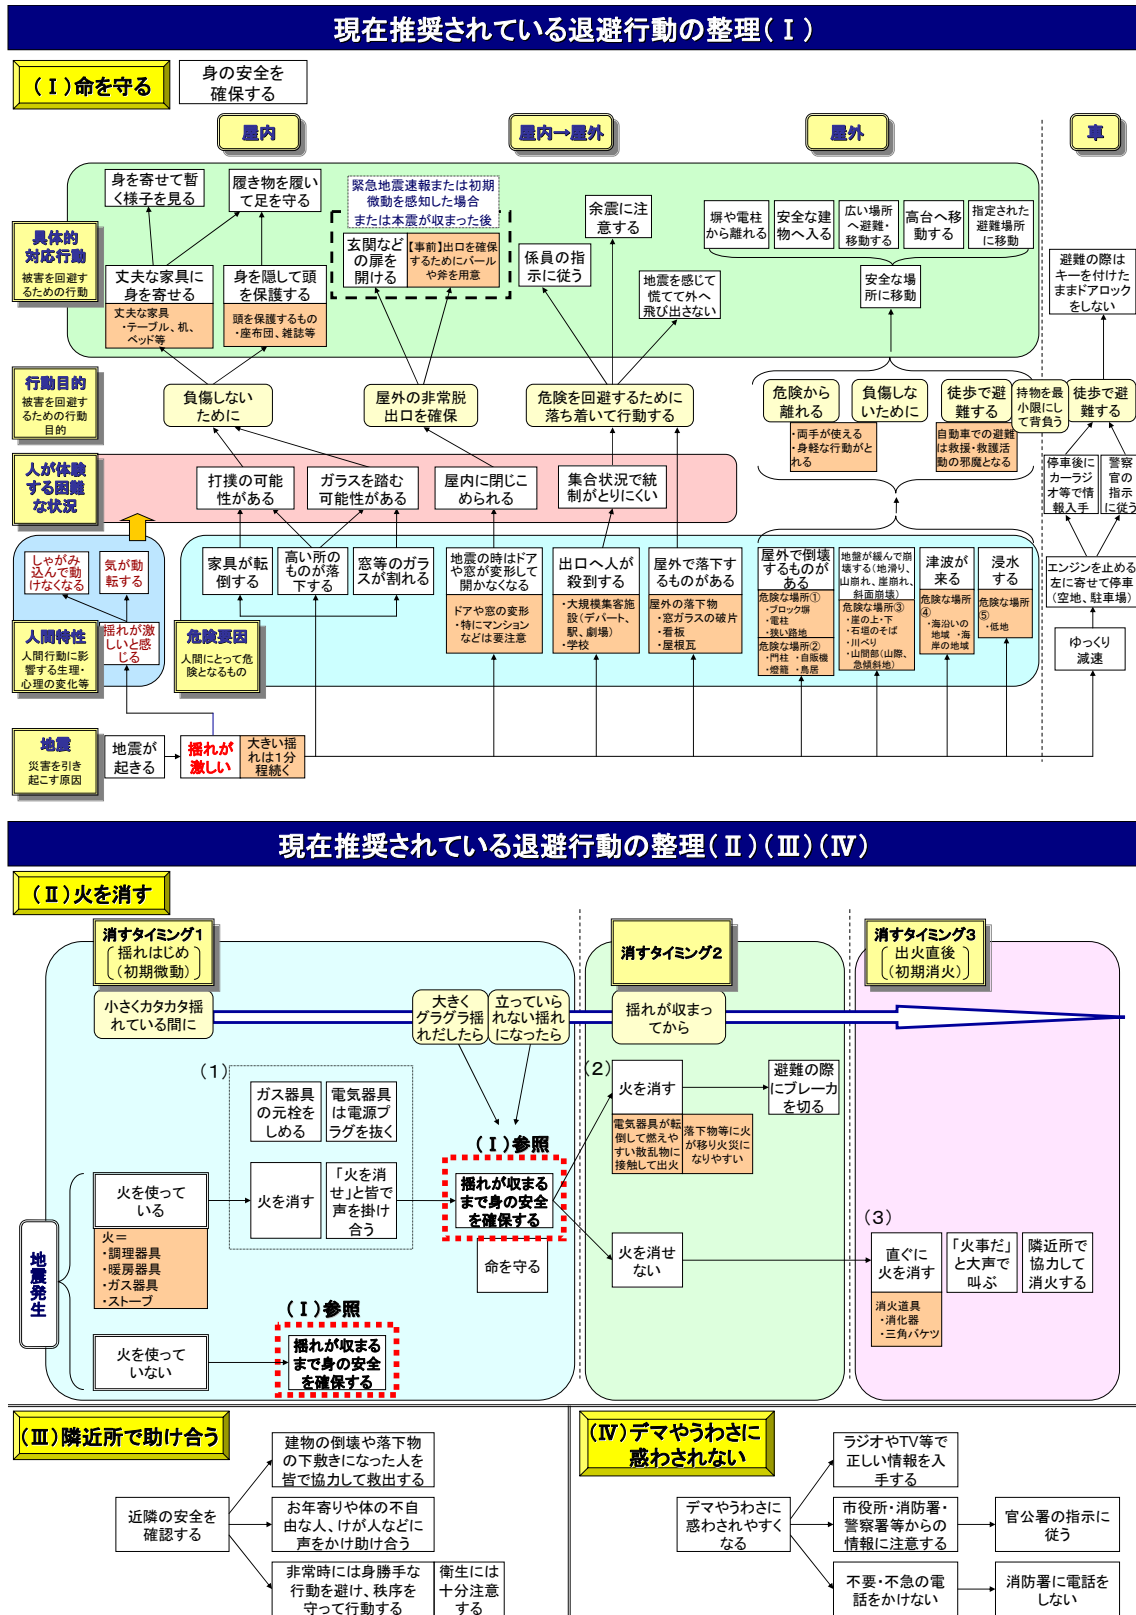 現在推奨されている退避行動の整理(Ⅰ)
(Ⅰ)命を守る
身の安全を
確保する
屋内
屋内→屋外
屋外
車
具体的
対応行動
被害を回避す
るための行動
身を寄せて暫
く様子を見る
履き物を履い
て足を守る
緊急地震速報または初期
微動を感知した場合
または本震が収まった後
玄関など
の扉を
開ける
【事前】出口を確保
するためにバール
や斧を用意
余震に注
意する
係員の指
示に従う
地震を感じて
慌てて外へ
飛び出さない
塀や電柱
から離れる
安全な建
物へ入る
広い場所
へ避難・
移動する
高台へ移
動する
指定された
避難場所
に移動
安全な場
所に移動
避難の際は
キーを付けた
ままドアロック
をしない
丈夫な家具に
身を寄せる
丈夫な家具
・テーブル、机、
ベッド等
身を隠して頭
を保護する
頭を保護するもの
・座布団、雑誌等
行動目的
被害を回避す
るための行動
目的
負傷しない
ために
屋外の非常脱
出口を確保
危険を回避するために
落ち着いて行動する
危険から
離れる
・両手が使える
・身軽な行動がと
れる
負傷しな
いために
徒歩で避
難する
自動車での避難
は救援・救護活
動の邪魔となる
持物を最
小限にし
て背負う
徒歩で避
難する
人が体験
する困難
な状況
打撲の可能
性がある
ガラスを踏む
可能性がある
屋内に閉じこ
められる
集合状況で統
制がとりにくい
停車後に
カーラジ
オ等で情
報入手
警察
官の
指示
に従う
しゃがみ
込んで動
けなくなる
気が動
転する
揺れが激
しいと感
じる
人間特性
人間行動に影
響する生理・
心理の変化等
危険要因
人間にとって危
険となるもの
家具が転
倒する
高い所の
ものが落
下する
窓等のガラ
スが割れる
地震の時はドア
や窓が変形して
開かなくなる
ドアや窓の変形
・特にマンション
などは要注意
出口へ人が
殺到する
・大規模集客施
設(デパート、
駅、劇場)
・学校
屋外で落下す
るものがある
屋外の落下物
・窓ガラスの破片
・看板
・屋根瓦
屋外で倒壊
するものが
ある
危険な場所①
・ブロック塀
・電柱
・狭い路地
危険な場所②
・門柱 ・自販機
・燈籠 ・鳥居
地盤が緩んで崩
壊する(地滑り、
山崩れ、崖崩れ、
斜面崩壊)
危険な場所③
・崖の上・下
・石垣のそば
・川べり
・山間部(山際、
急傾斜地)
津波が
来る
危険な場所
④
・海沿いの
地域 ・海
岸の地域
浸水
する
危険な場所
⑤
・低地
エンジンを止める
左に寄せて停車
(空地、駐車場)
ゆっくり
減速
地震
災害を引き
起こす原因
地震が
起きる
揺れが
激しい
大きい揺
れは1分
程続く
現在推奨されている退避行動の整理(Ⅱ)(Ⅲ)(Ⅳ)
(Ⅱ)火を消す
消すタイミング1
揺れはじめ
(初期微動)
消すタイミング2
消すタイミング3
出火直後
(初期消火)
小さくカタカタ揺
れている間に
大きく
グラグラ揺
れだしたら
立っていら
れない揺れ
になったら
揺れが収まっ
てから
(1)
ガス器具
の元栓を
しめる
電気器具
は電源プ
ラグを抜く
(Ⅰ)参照
(2)
火を消す
電気器具が転
倒して燃えや
すい散乱物に
接触して出火
落下物等に火
が移り火災に
なりやすい
避難の際
にブレーカ
を切る
地震発生
火を使って
いる
火=
・調理器具
・暖房器具
・ガス器具
・ストーブ
火を消す
「火を消
せ」と皆で
声を掛け
合う
揺れが収まる
まで身の安全
を確保する
命を守る
火を消せ
ない
(3)
直ぐに
火を消す
消火道具
・消化器
・三角バケツ
「火事だ」
と大声で
叫ぶ
隣近所で
協力して
消火する
火を使って
いない
(Ⅰ)参照
揺れが収まる
まで身の安全
を確保する
(Ⅲ)隣近所で助け合う
近隣の安全を
確認する
建物の倒壊や落下物
の下敷きになった人を
皆で協力して救出する
お年寄りや体の不自
由な人、けが人などに
声をかけ助け合う
非常時には身勝手な
行動を避け、秩序を
守って行動する
衛生には
十分注意
する
(Ⅳ)デマやうわさに
惑わされない
デマやうわさに
惑わされやすく
なる
ラジオやTV等で
正しい情報を入
手する
市役所・消防署・
警察署等からの
情報に注意する
官公署の指示に
従う
不要・不急の電
話をかけない
消防署に電話を
しない